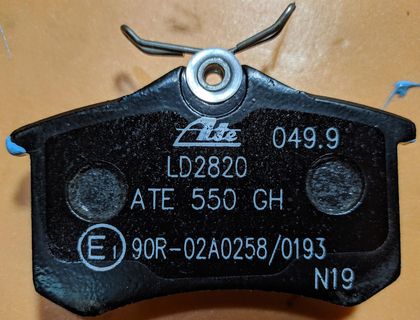 Ate 049.9
LD2820
ATE 550 GH
E1 90R-02A0258/0193
N19